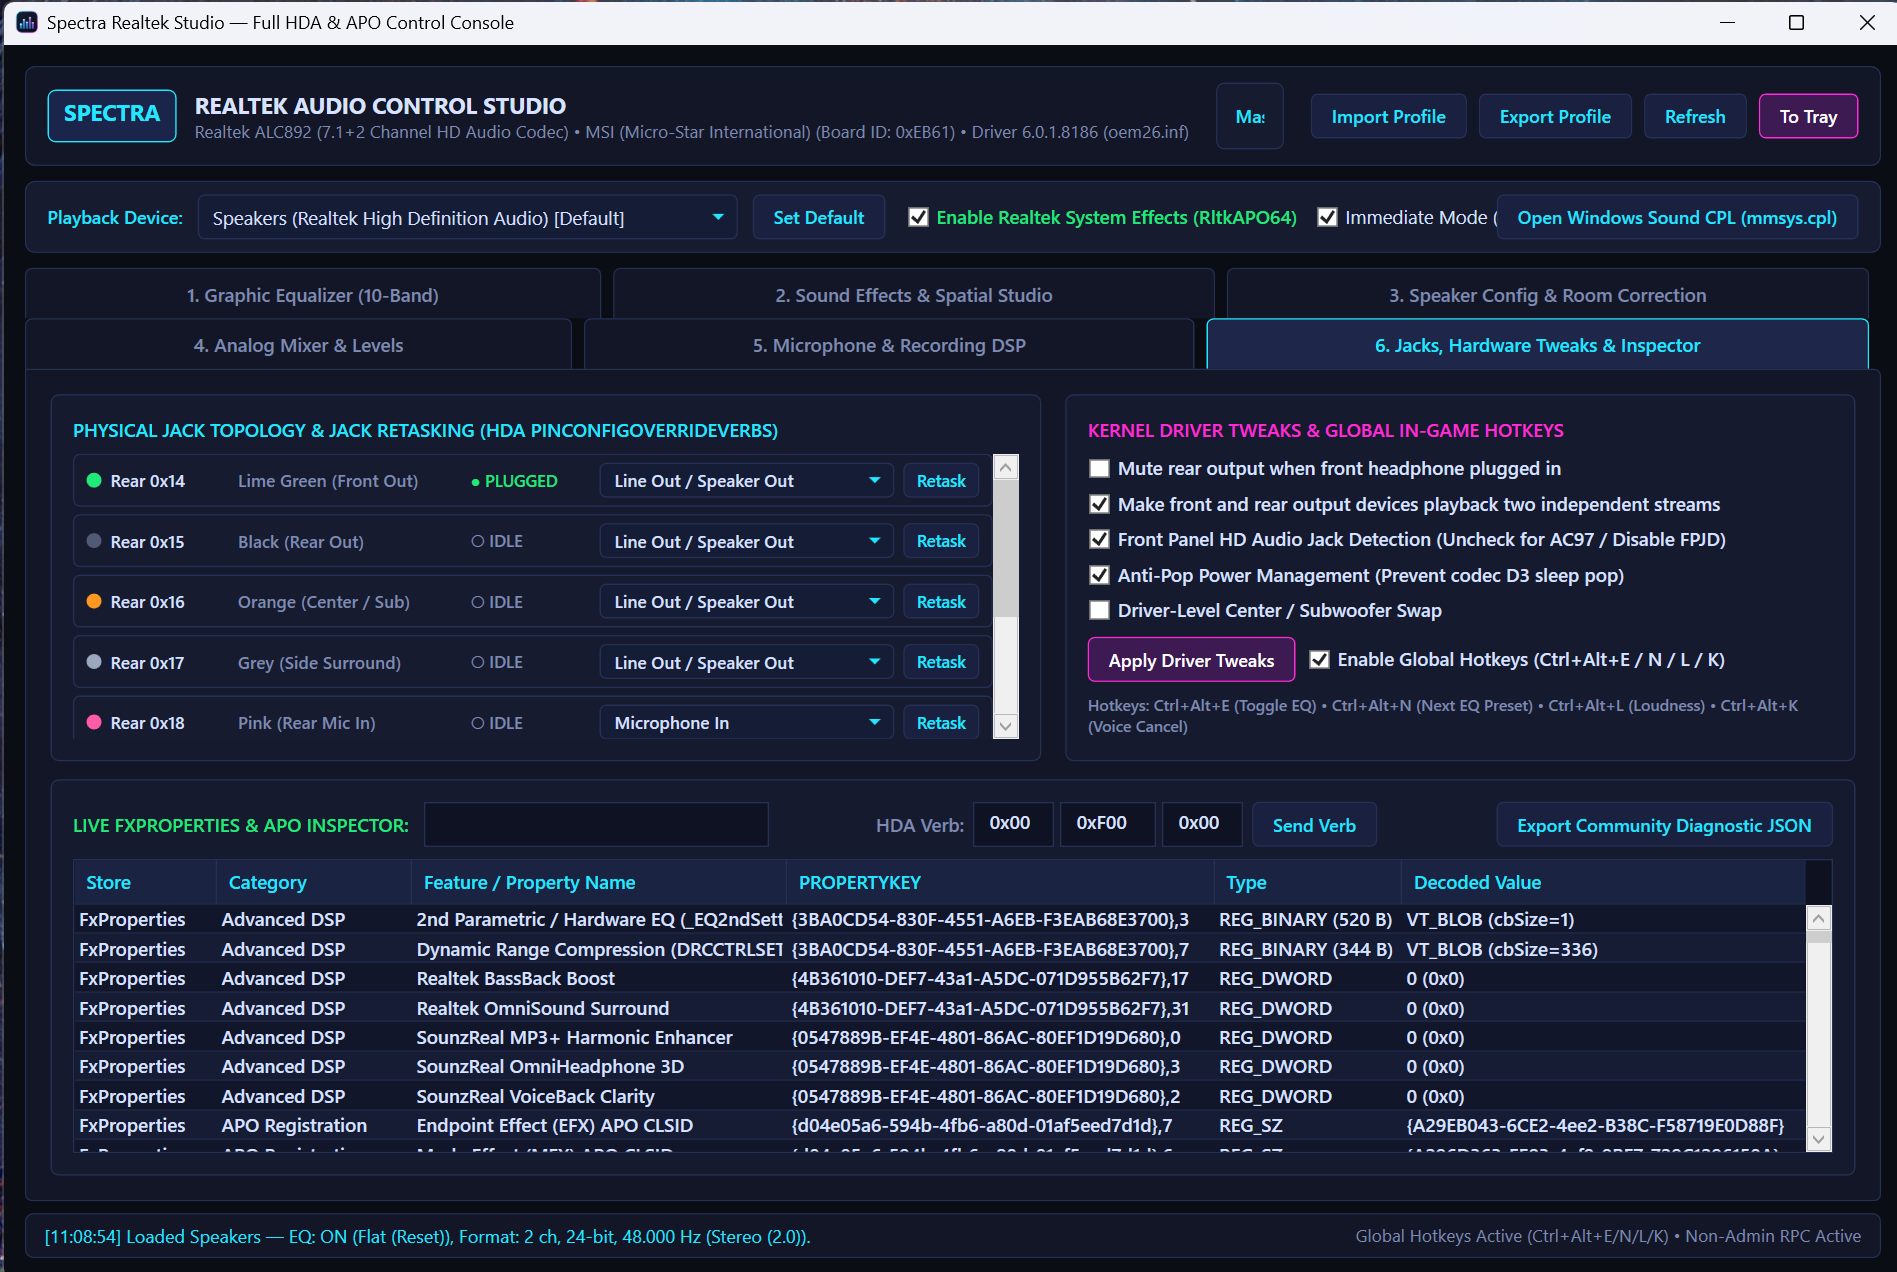 Spectra Realtek Studio — Full HDA & APO Control Console
SPECTRA
REALTEK AUDIO CONTROL STUDIO
Realtek ALC892 (7.1+2 Channel HD Audio Codec) • MSI (Micro-Star International) (Board ID: 0xEB61) • Driver 6.0.1.8186 (oem26.inf)
Import Profile
Export Profile
Refresh
To Tray
Playback Device:
Speakers (Realtek High Definition Audio) [Default]
Set Default
Enable Realtek System Effects (RltkAPO64)
Immediate Mode (
Open Windows Sound CPL (mmsys.cpl)
1. Graphic Equalizer (10-Band)
2. Sound Effects & Spatial Studio
3. Speaker Config & Room Correction
4. Analog Mixer & Levels
5. Microphone & Recording DSP
6. Jacks, Hardware Tweaks & Inspector
PHYSICAL JACK TOPOLOGY & JACK RETASKING (HDA PINCONFIGOVERRIDEVERBS)
Rear 0x14 Lime Green (Front Out) ● PLUGGED Line Out / Speaker Out Retask
Rear 0x15 Black (Rear Out) ○ IDLE Line Out / Speaker Out Retask
Rear 0x16 Orange (Center / Sub) ○ IDLE Line Out / Speaker Out Retask
Rear 0x17 Grey (Side Surround) ○ IDLE Line Out / Speaker Out Retask
Rear 0x18 Pink (Rear Mic In) ○ IDLE Microphone In Retask
KERNEL DRIVER TWEAKS & GLOBAL IN-GAME HOTKEYS
Mute rear output when front headphone plugged in
Make front and rear output devices playback two independent streams
Front Panel HD Audio Jack Detection (Uncheck for AC97 / Disable FPJD)
Anti-Pop Power Management (Prevent codec D3 sleep pop)
Driver-Level Center / Subwoofer Swap
Apply Driver Tweaks
Enable Global Hotkeys (Ctrl+Alt+E / N / L / K)
Hotkeys: Ctrl+Alt+E (Toggle EQ) • Ctrl+Alt+N (Next EQ Preset) • Ctrl+Alt+L (Loudness) • Ctrl+Alt+K
(Voice Cancel)
LIVE FXPROPERTIES & APO INSPECTOR:
HDA Verb: 0x00 0xF00 0x00 Send Verb
Export Community Diagnostic JSON
Store Category Feature / Property Name PROPERTYKEY Type Decoded Value
FxProperties Advanced DSP 2nd Parametric / Hardware EQ (_EQ2ndSett {3BA0CD54-830F-4551-A6EB-F3EAB68E3700},3 REG_BINARY (520 B) VT_BLOB (cbSize=1)
FxProperties Advanced DSP Dynamic Range Compression (DRCCTRLSET {3BA0CD54-830F-4551-A6EB-F3EAB68E3700},7 REG_BINARY (344 B) VT_BLOB (cbSize=336)
FxProperties Advanced DSP Realtek BassBack Boost {4B361010-DEF7-43a1-A5DC-071D955B62F7},17 REG_DWORD 0 (0x0)
FxProperties Advanced DSP Realtek OmniSound Surround {4B361010-DEF7-43a1-A5DC-071D955B62F7},31 REG_DWORD 0 (0x0)
FxProperties Advanced DSP SounzReal MP3+ Harmonic Enhancer {0547889B-EF4E-4801-86AC-80EF1D19D680},0 REG_DWORD 0 (0x0)
FxProperties Advanced DSP SounzReal OmniHeadphone 3D {0547889B-EF4E-4801-86AC-80EF1D19D680},3 REG_DWORD 0 (0x0)
FxProperties Advanced DSP SounzReal VoiceBack Clarity {0547889B-EF4E-4801-86AC-80EF1D19D680},2 REG_DWORD 0 (0x0)
FxProperties APO Registration Endpoint Effect (EFX) APO CLSID {d04e05a6-594b-4fb6-a80d-01af5eed7d1d},7 REG_SZ {A29EB043-6CE2-4ee2-B38C-F58719E0D88F}
[11:08:54] Loaded Speakers — EQ: ON (Flat (Reset)), Format: 2 ch, 24-bit, 48.000 Hz (Stereo (2.0)).
Global Hotkeys Active (Ctrl+Alt+E/N/L/K) • Non-Admin RPC Active